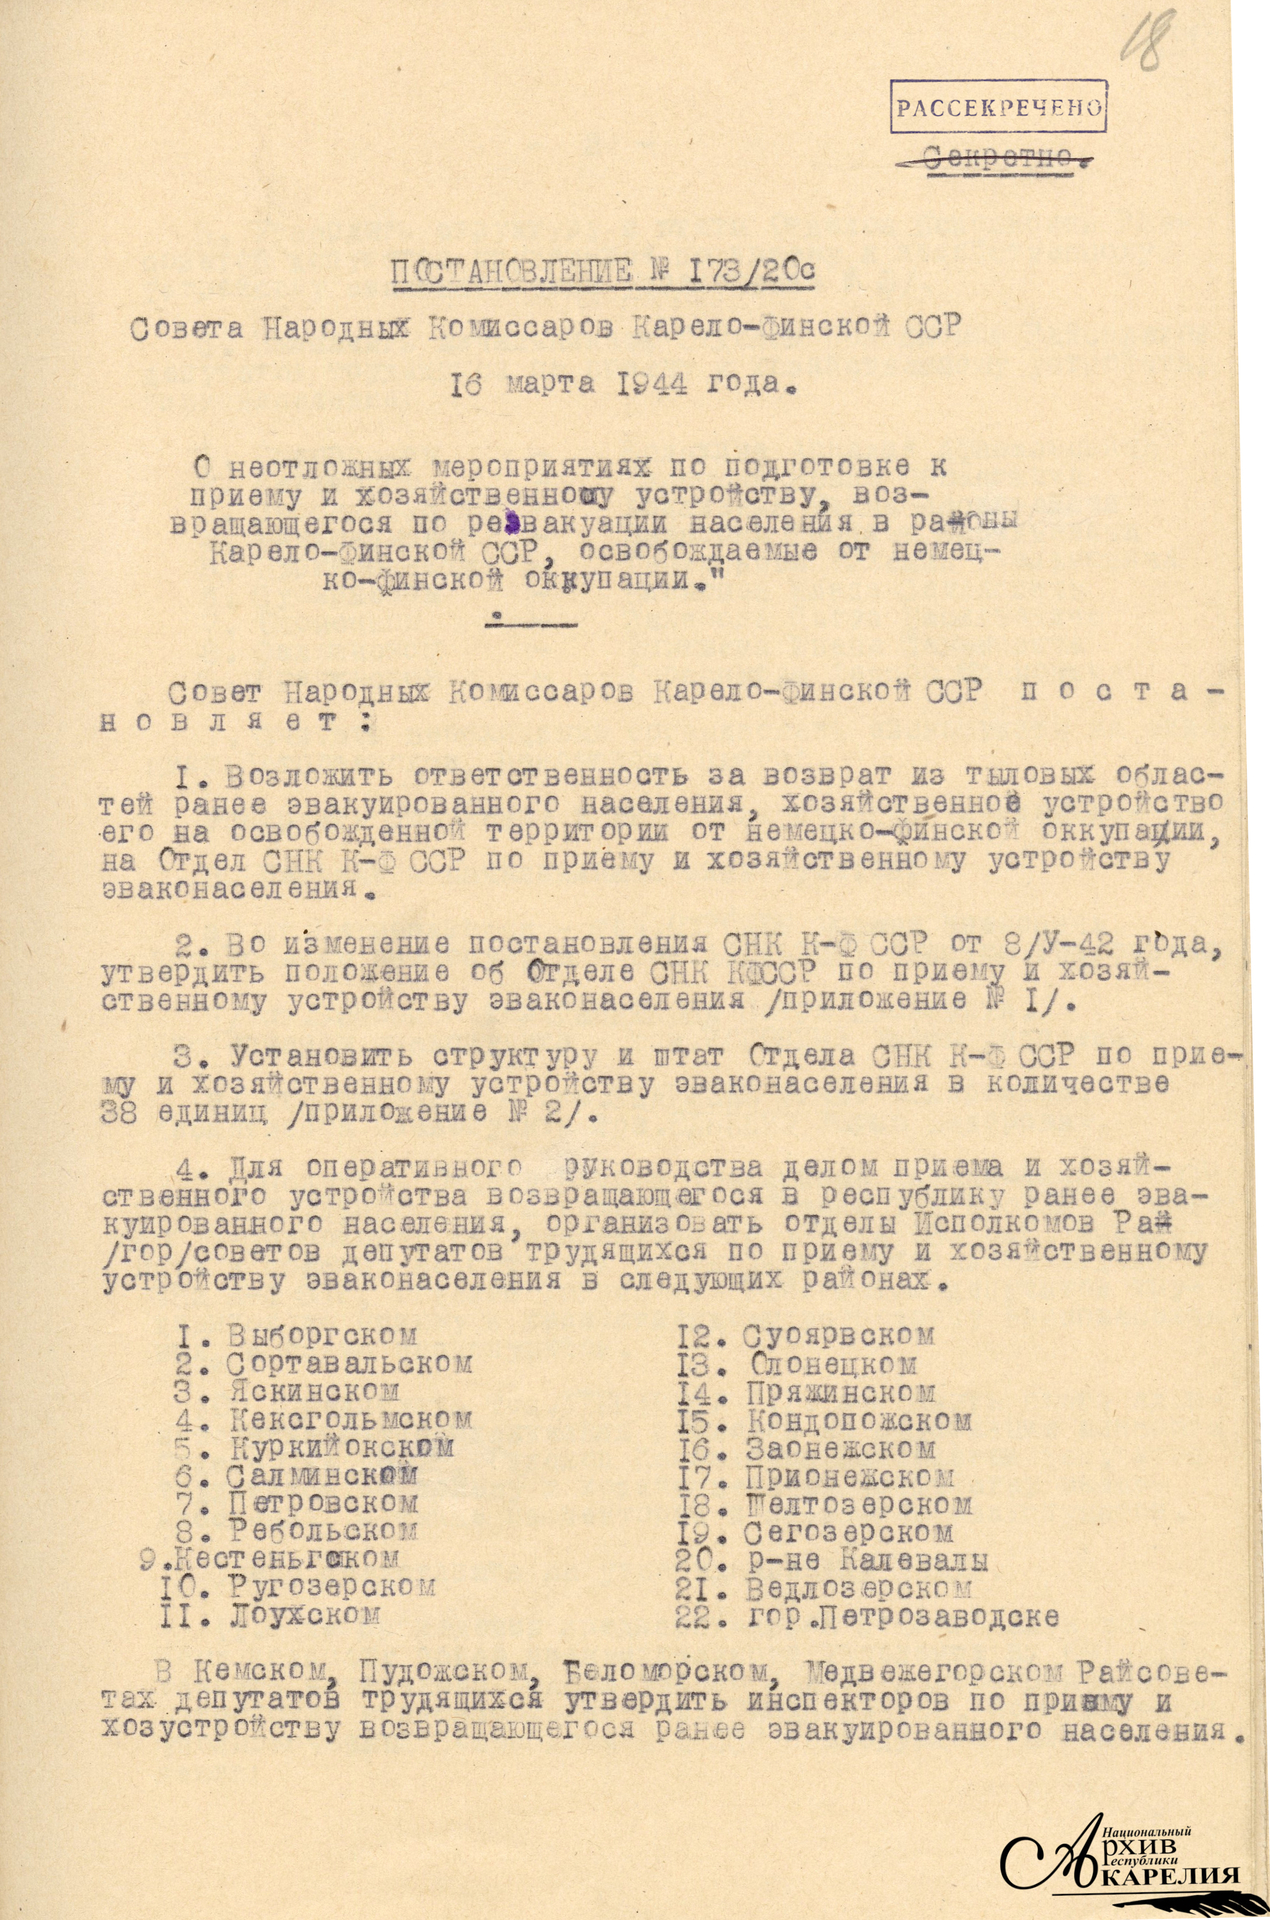 18
РАССЕКРЕЧЕНО
Секретно.
ПОСТАНОВЛЕНИЕ № 173/20с
Совета Народных Комиссаров Карело-Финской ССР
16 марта 1944 года.
О неотложных мероприятиях по подготовке к
приему и хозяйственному устройству, воз-
вращающегося по реэвакуации населения в районы
Карело-Финской ССР, освобождаемые от немец-
ко-финской оккупации."
Совет Народных Комиссаров Карело-Финской ССР п о с т а -
н о в л я е т :
1. Возложить ответственность за возврат из тыловых облас-
тей ранее эвакуированного населения, хозяйственное устройство
его на освобожденной территории от немецко-финской оккупации,
на Отдел СНК К-Ф ССР по приему и хозяйственному устройству
эваконаселения.
2. Во изменение постановления СНК К-Ф ССР от 8/У-42 года,
утвердить положение об Отделе СНК КФССР по приему и хозяй-
ственному устройству эваконаселения /приложение № 1/.
3. Установить структуру и штат Отдела СНК К-Ф ССР по прие-
му и хозяйственному устройству эваконаселения в количестве
38 единиц /приложение № 2/.
4. Для оперативного руководства делом приема и хозяй-
ственного устройства возвращающегося в республику ранее эва-
куированного населения, организовать отделы Исполкомов Рай
/гор/советов депутатов трудящихся по приему и хозяйственному
устройству эваконаселения в следующих районах.
1. Выборгском
2. Сортавальском
3. Яскинском
4. Кексгольмском
5. Куркийокском
6. Салминском
7. Петровском
8. Ребольском
9.Кестеньгском
10. Ругозерском
11. Лоухском
12. Суоярвском
13. Олонецком
14. Пряжинском
15. Кондопожском
16. Заонежском
17. Прионежском
18. Шелтозерском
19. Сегозерском
20. р-не Калевалы
21. Ведлозерском
22. гор.Петрозаводске
В Кемском, Пудожском, Беломорском, Медвежегорском Райсове-
тах депутатов трудящихся утвердить инспекторов по приему и
хозустройству возвращающегося ранее эвакуированного населения.
Национальный
АРХИВ
Республики
КАРЕЛИЯ